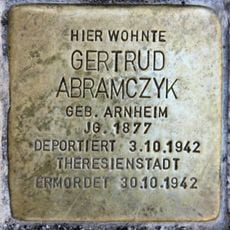 HIER WOHNTE
GERTRUD
ABRAMCZYK
GEB. ARNHEIM
JG. 1877
DEPORTIERT 3.10.1942
THERESIENSTADT
ERMORDET 30.10.1942